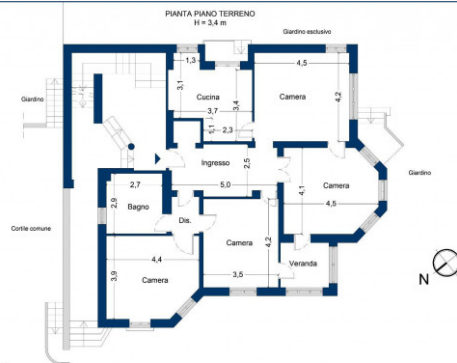 PIANTA PIANO TERRENO
H = 3,4 m
Giardino esclusivo
1,3
4,5
3,1
Cucina
Camera
4,2
3,7
3,4
Giardino
1,1
2,3
Ingresso
2,5
5,0
Giardino
2,7
4,1
Camera
4,5
2,9
Bagno
Dis.
4,2
Cortile comune
Camera
4,4
3,9
Camera
3,5
Veranda
N